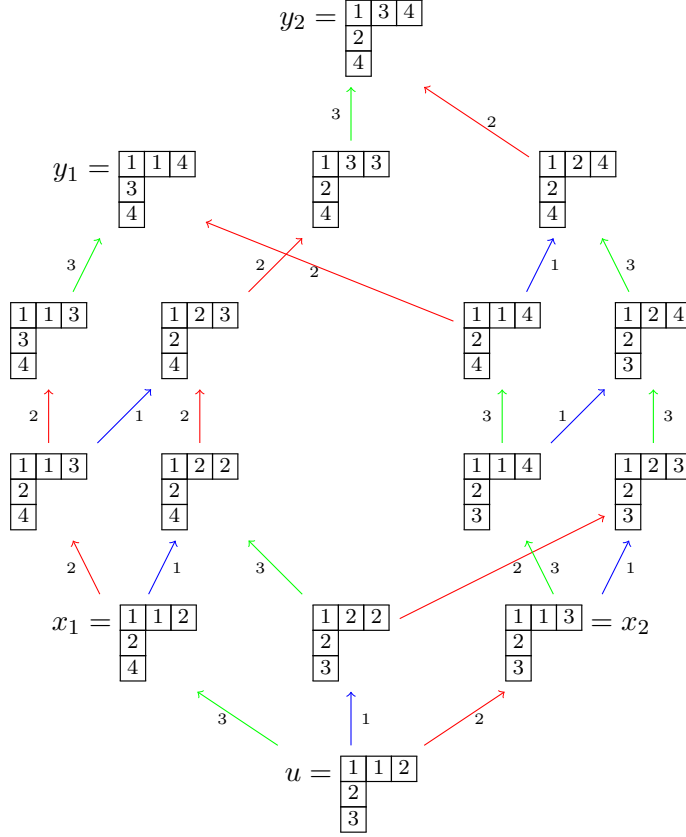 y2 = 1 3 4
2
4
3 2
y1 = 1 1 4 1 3 3 1 2 4
3 2 2
4 4 4
3 2 2 1 3
1 1 3 1 2 3 1 1 4 1 2 4
3 2 2 2
4 4 4 3
2 1 2 3 1 3
1 1 3 1 2 2 1 1 4 1 2 3
2 2 2 2
4 4 3 3
2 1 3 2 3 1
x1 = 1 1 2 1 2 2 1 1 3 = x2
2 2 2
4 3 3
3 1 2
u = 1 1 2
2
3